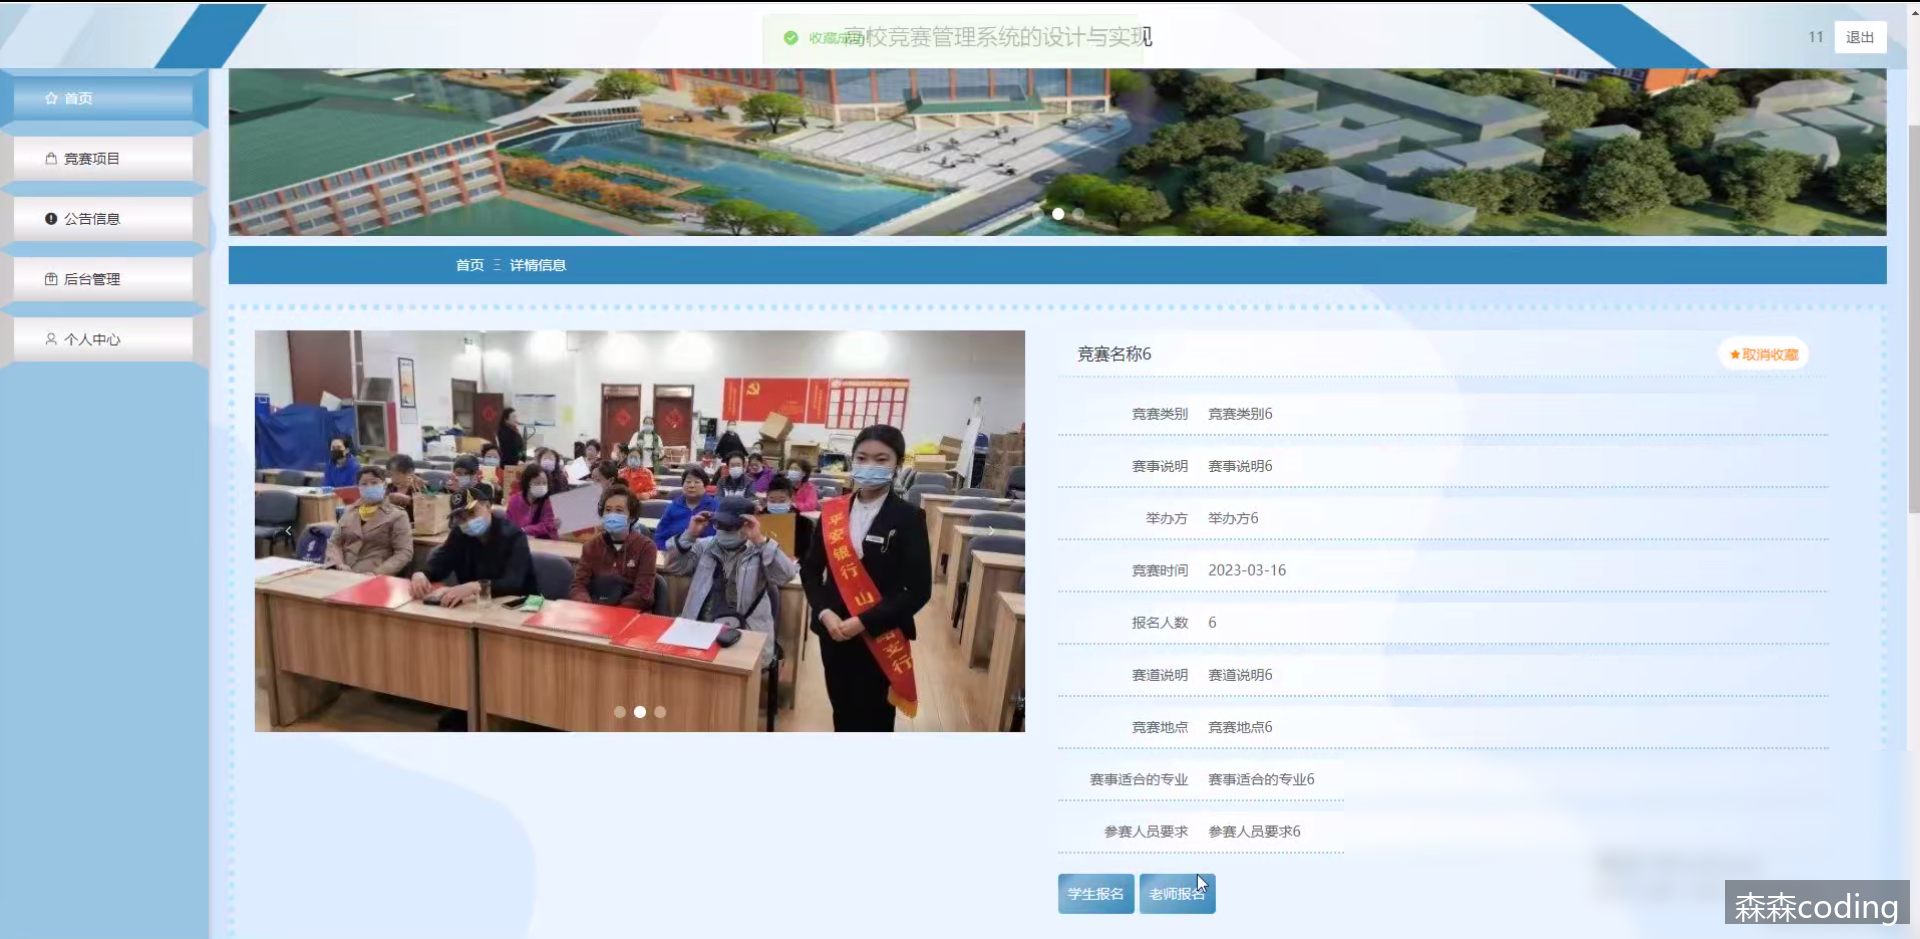 收藏成功!
高校竞赛管理系统的设计与实现
11
退出
首页
竞赛项目
公告信息
后台管理
个人中心
首页
详情信息
平安银行 山
支行
竞赛名称6
取消收藏
竞赛类别 竞赛类别6
赛事说明 赛事说明6
举办方 举办方6
竞赛时间 2023-03-16
报名人数 6
赛道说明 赛道说明6
竞赛地点 竞赛地点6
赛事适合的专业 赛事适合的专业6
参赛人员要求 参赛人员要求6
学生报名
老师报名
森森coding